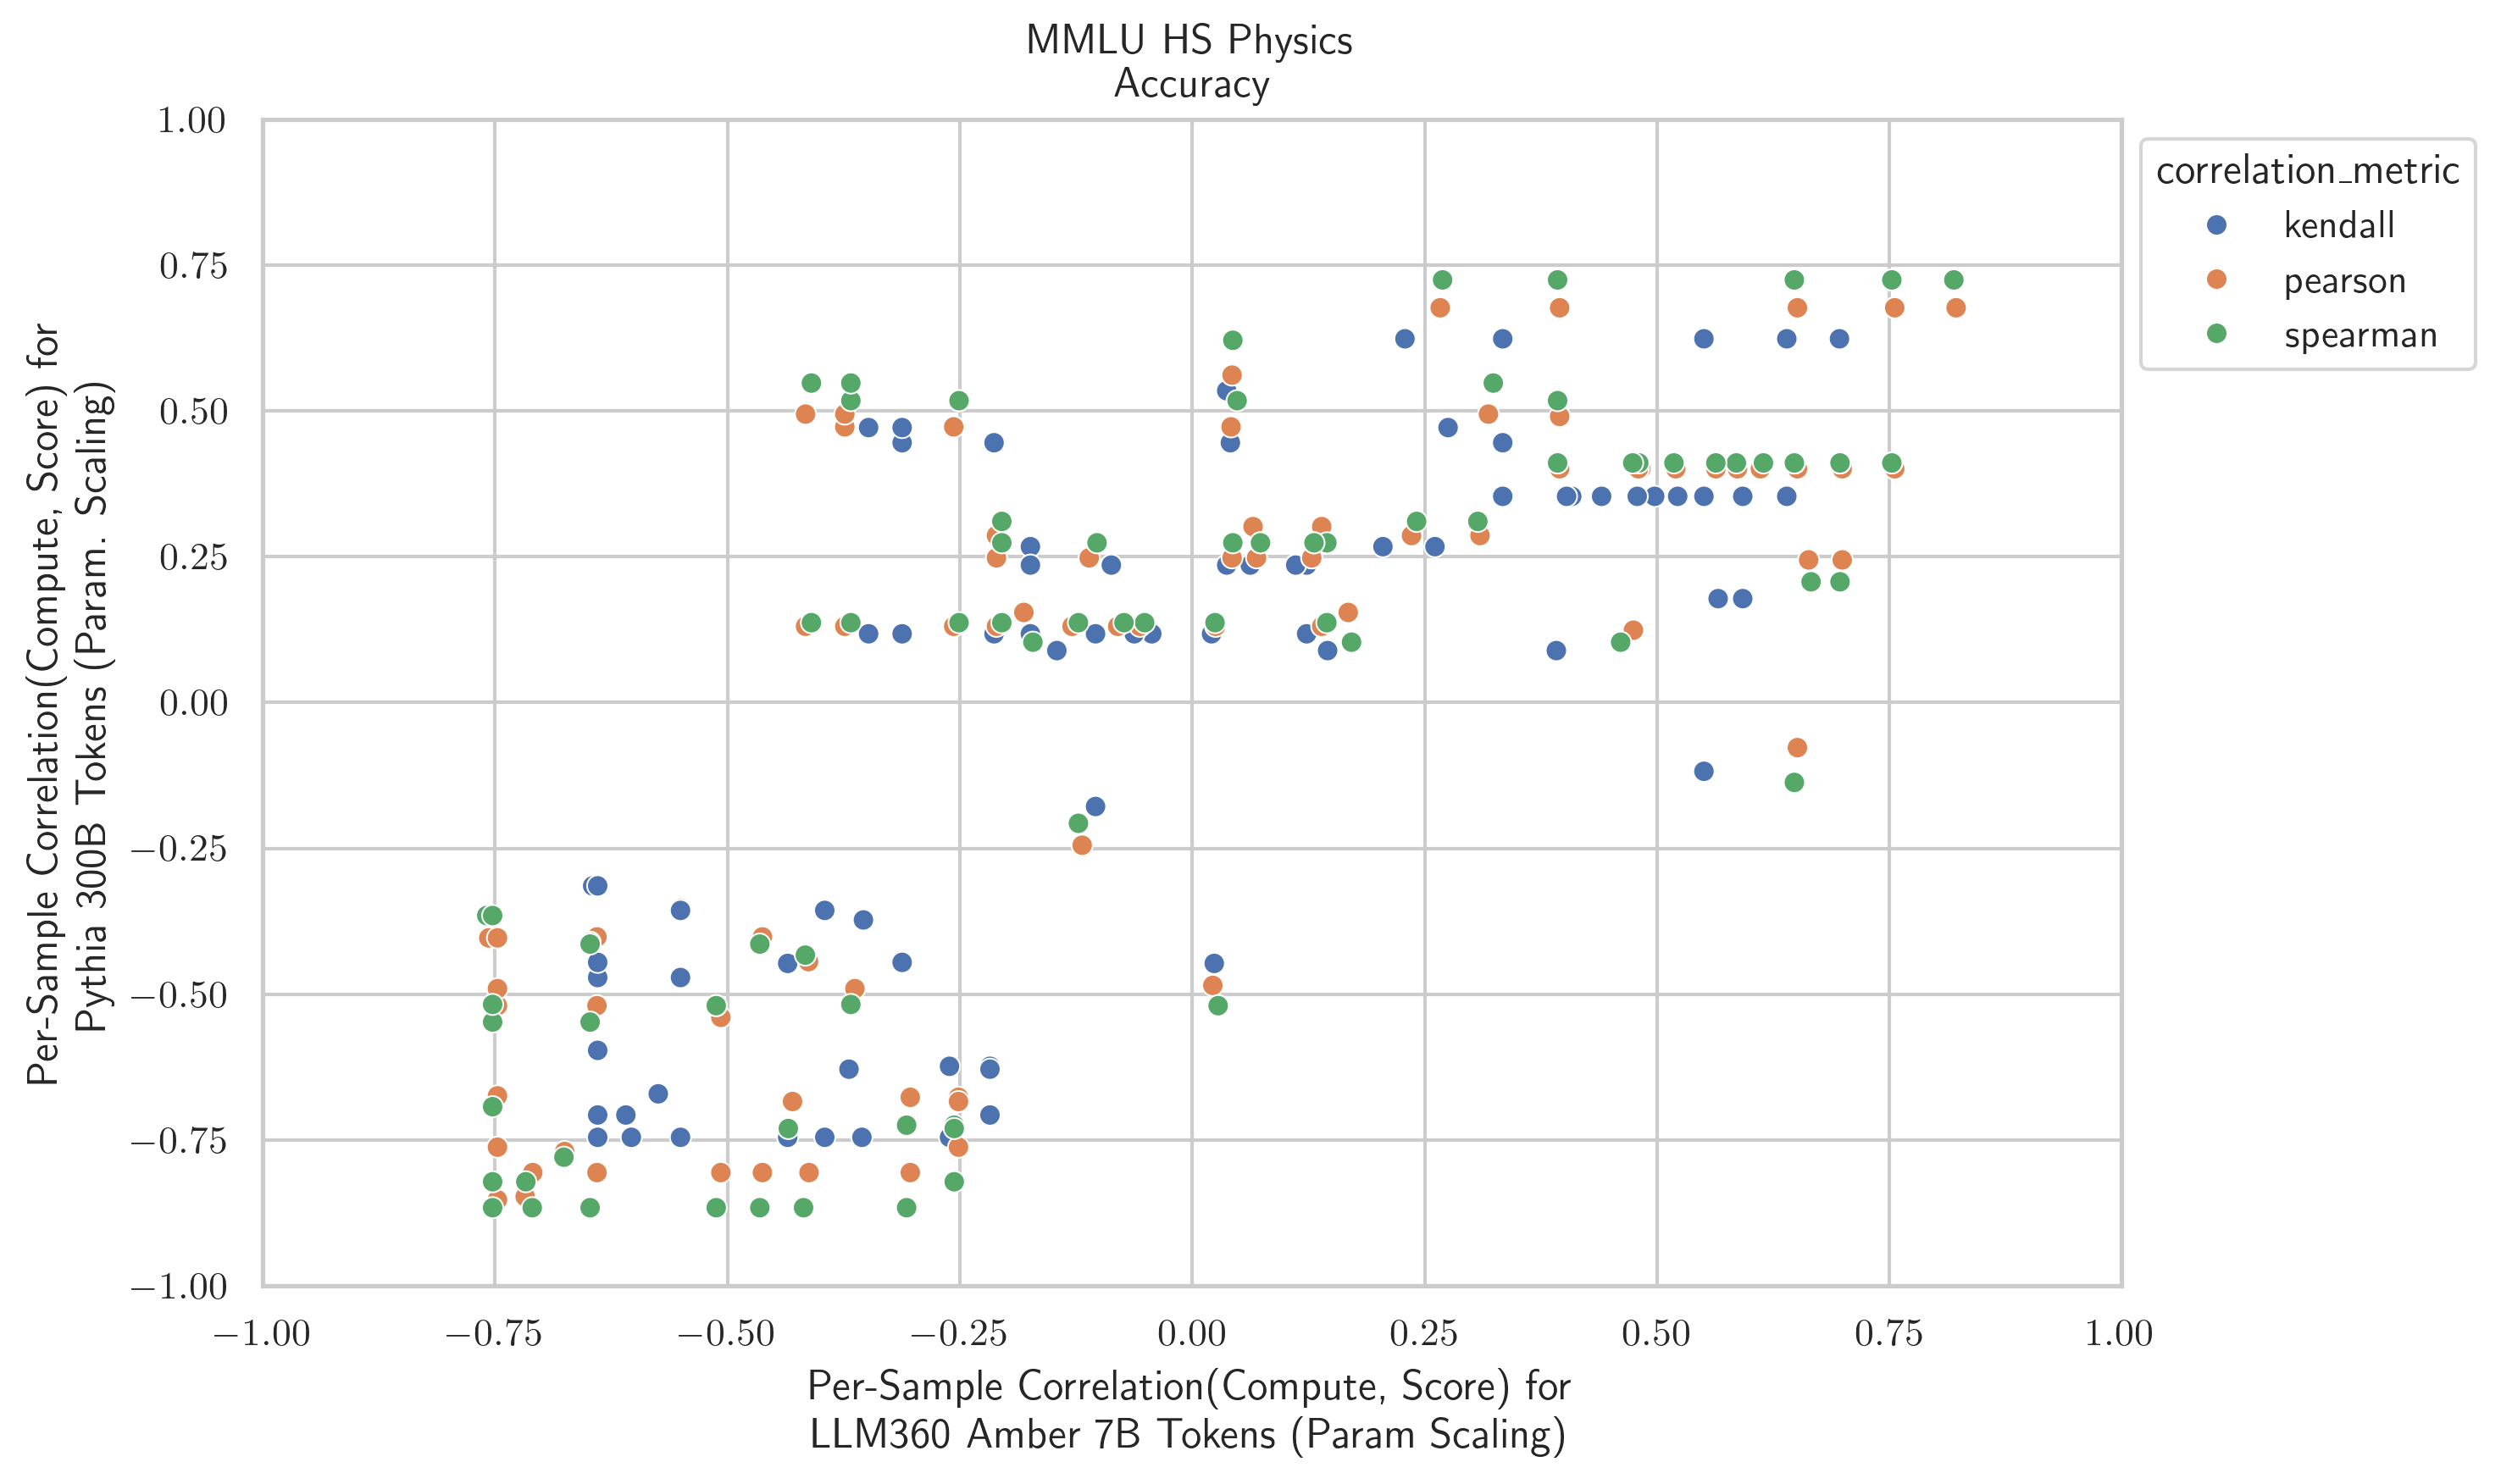 MMLU HS Physics
Accuracy
Per-Sample Correlation(Compute, Score) for
Pythia 300B Tokens (Param. Scaling)
1.00
0.75
0.50
0.25
0.00
−0.25
−0.50
−0.75
−1.00
−1.00 −0.75 −0.50 −0.25 0.00 0.25 0.50 0.75 1.00
Per-Sample Correlation(Compute, Score) for
LLM360 Amber 7B Tokens (Param Scaling)
correlation_metric
kendall
pearson
spearman